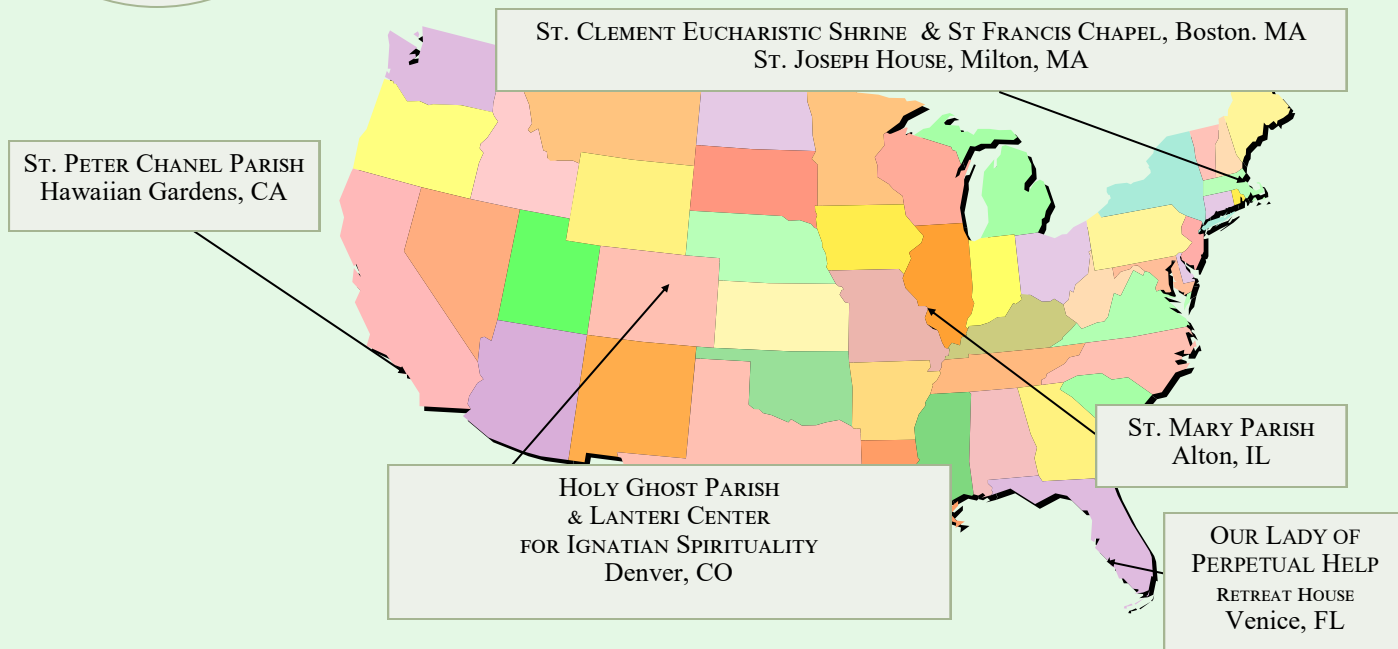 St. Clement Eucharistic Shrine & St Francis Chapel, Boston. MA
St. Joseph House, Milton, MA
St. Peter Chanel Parish
Hawaiian Gardens, CA
St. Mary Parish
Alton, IL
Holy Ghost Parish
& Lanteri Center
for Ignatian Spirituality
Denver, CO
Our Lady of
Perpetual Help
Retreat House
Venice, FL